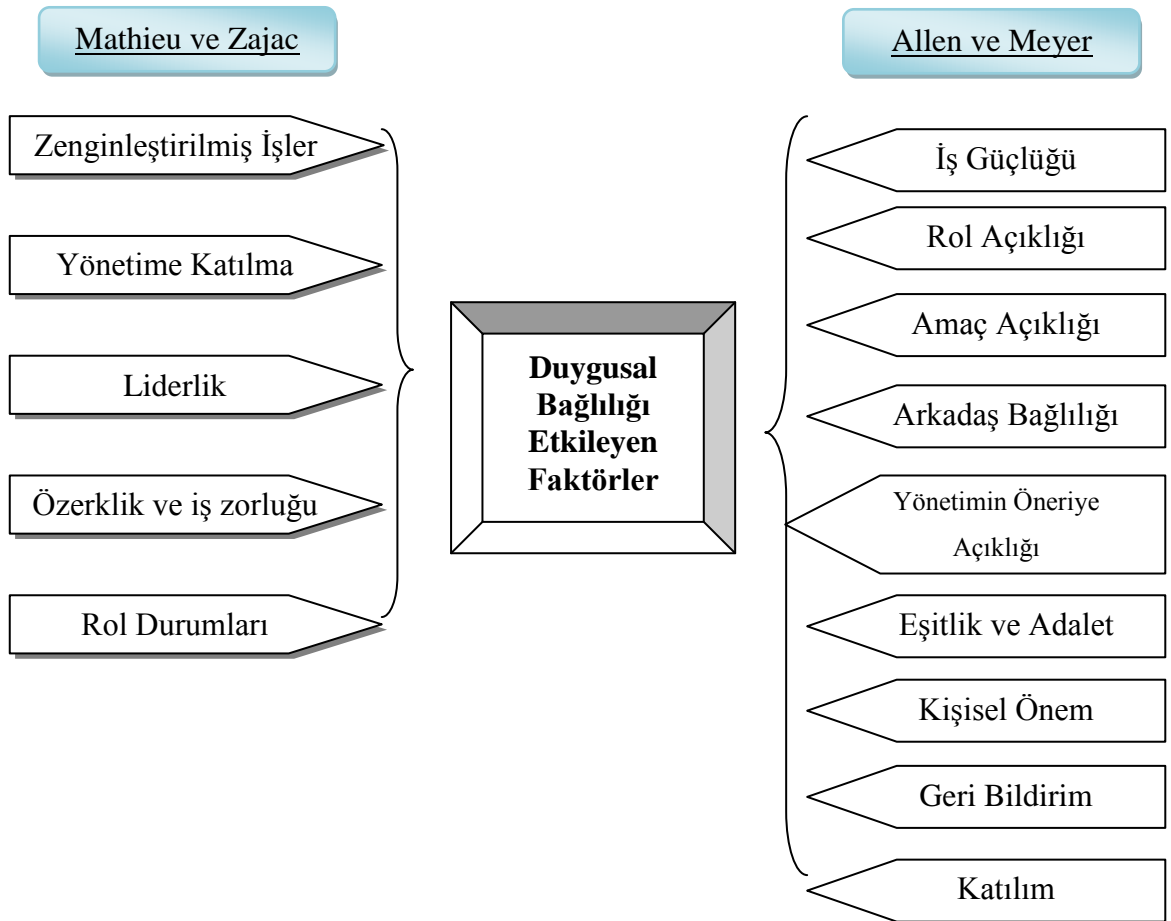 Mathieu ve Zajac
Zenginleştirilmiş İşler
Yönetime Katılma
Liderlik
Özerklik ve iş zorluğu
Rol Durumları
Duygusal
Bağlılığı
Etkileyen
Faktörler
Allen ve Meyer
İş Güçlüğü
Rol Açıklığı
Amaç Açıklığı
Arkadaş Bağlılığı
Yönetimin Öneriye
Açıklığı
Eşitlik ve Adalet
Kişisel Önem
Geri Bildirim
Katılım